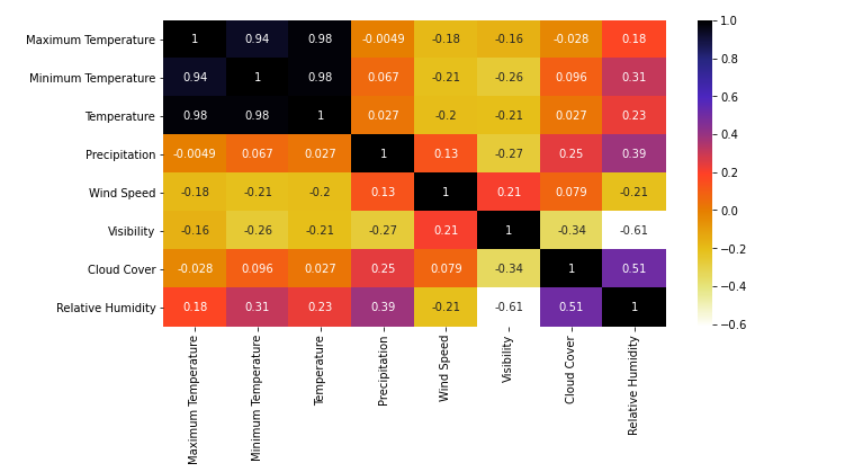 Maximum Temperature 1 0.94 0.98 -0.0049 -0.18 -0.16 -0.028 0.18
Minimum Temperature 0.94 1 0.98 0.067 -0.21 -0.26 0.096 0.31
Temperature 0.98 0.98 1 0.027 -0.2 -0.21 0.027 0.23
Precipitation -0.0049 0.067 0.027 1 0.13 -0.27 0.25 0.39
Wind Speed -0.18 -0.21 -0.2 0.13 1 0.21 0.079 -0.21
Visibility -0.16 -0.26 -0.21 -0.27 0.21 1 -0.34 -0.61
Cloud Cover -0.028 0.096 0.027 0.25 0.079 -0.34 1 0.51
Relative Humidity 0.18 0.31 0.23 0.39 -0.21 -0.61 0.51 1
Maximum Temperature
Minimum Temperature
Temperature
Precipitation
Wind Speed
Visibility
Cloud Cover
Relative Humidity
1.0
0.8
0.6
0.4
0.2
0.0
−0.2
−0.4
−0.6